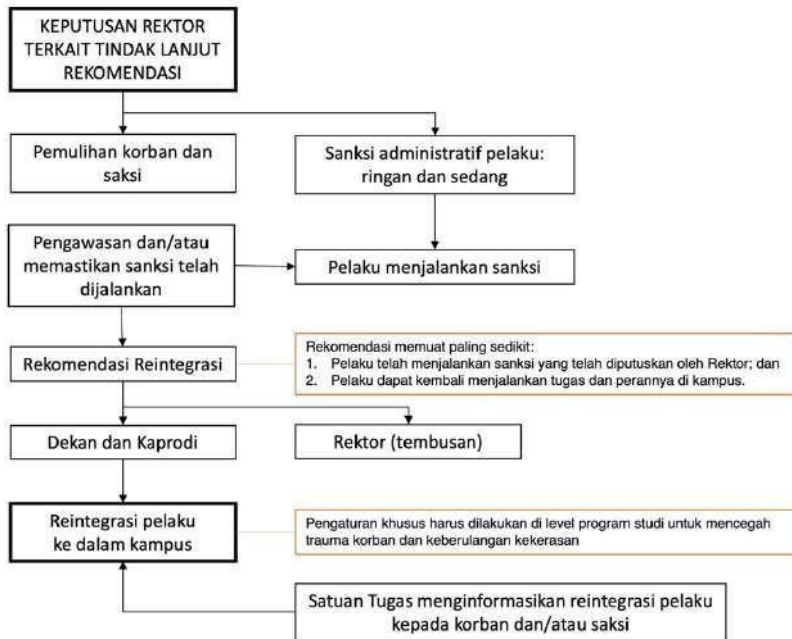 KEPUTUSAN REKTOR
TERKAIT TINDAK LANJUT
REKOMENDASI
Pemulihan korban dan
saksi
Sanksi administratif pelaku:
ringan dan sedang
Pengawasan dan/atau
memastikan sanksi telah
dijalankan
Pelaku menjalankan sanksi
Rekomendasi Reintegrasi
Rekomendasi memuat paling sedikit:
1. Pelaku telah menjalankan sanksi yang telah diputuskan oleh Rektor; dan
2. Pelaku dapat kembali menjalankan tugas dan perannya di kampus.
Dekan dan Kaprodi
Rektor (tembusan)
Reintegrasi pelaku
ke dalam kampus
Pengaturan khusus harus dilakukan di level program studi untuk mencegah
trauma korban dan keberulangan kekerasan
Satuan Tugas menginformasikan reintegrasi pelaku
kepada korban dan/atau saksi